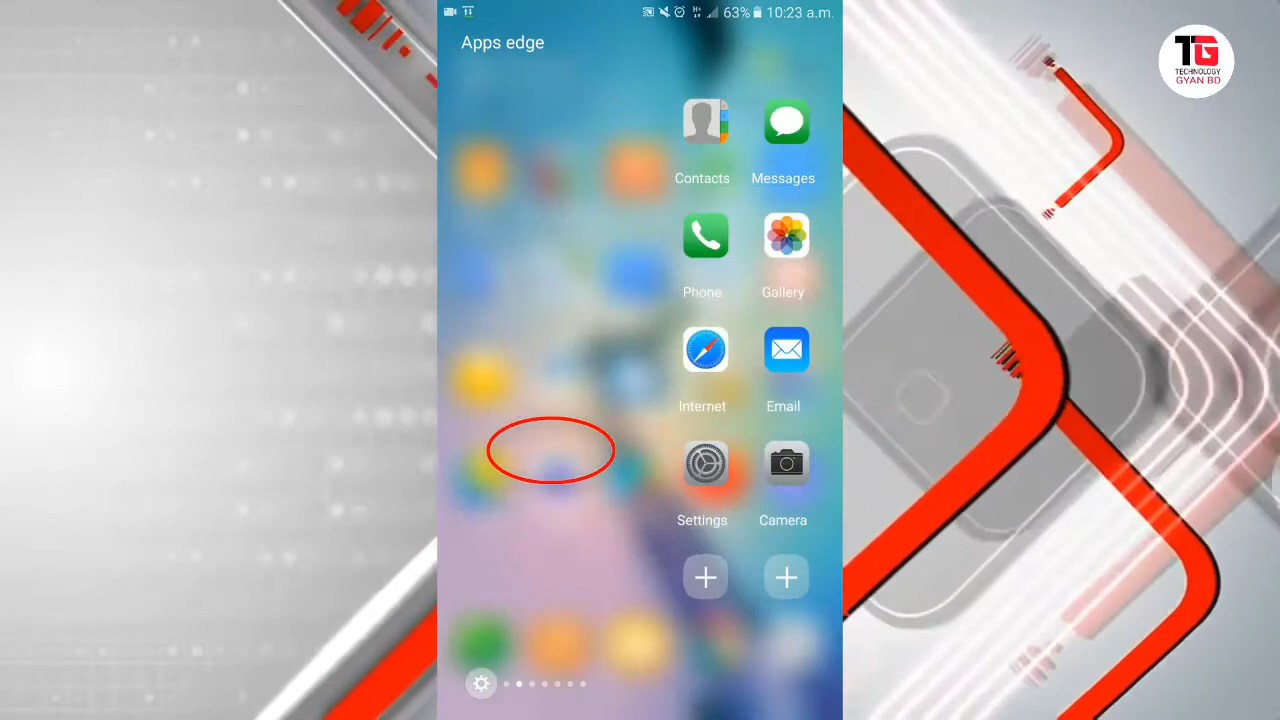 63% 10:23 a.m.
Apps edge
TG
TECHNOLOGY
GYAN BD
Contacts
Messages
Phone
Gallery
Internet
Email
Settings
Camera